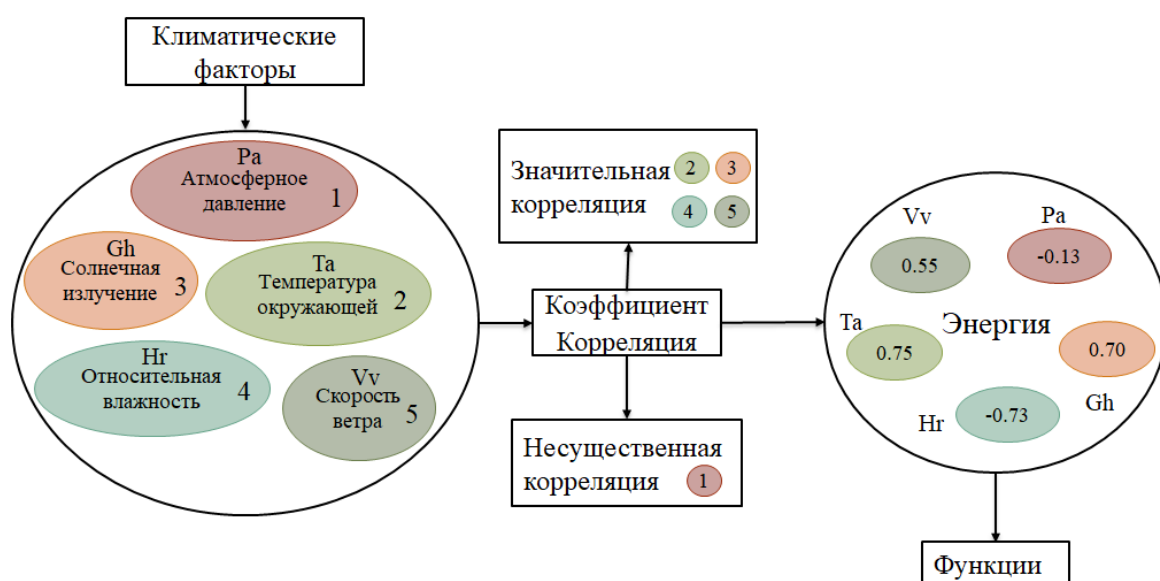 Климатические
факторы
Pa
Атмосферное
давление
1
Gh
Солнечная
излучение
3
Ta
Температура
окружающей
2
Hr
Относительная
влажность
4
Vv
Скорость
ветра
5
Значительная
корреляция
2 3
4 5
Коэффициент
Корреляция
Несущественная
корреляция
1
Vv
0.55
Pa
-0.13
Ta
0.75
Энергия
0.70
Gh
Hr
-0.73
Функции